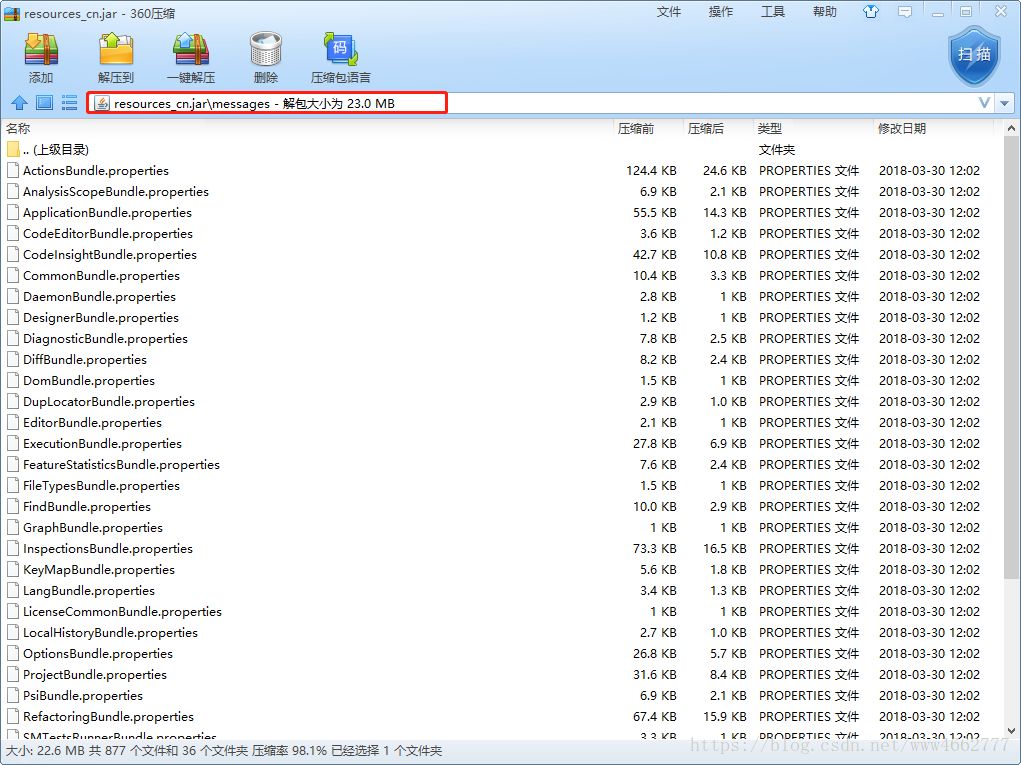 resources_cn.jar - 360压缩
文件 操作 工具 帮助
添加 解压到 一键解压 删除 码 压缩包语言 扫描
resources_cn.jar\messages - 解包大小为 23.0 MB
名称 压缩前 压缩后 类型 修改日期
.. (上级目录) 文件夹
ActionsBundle.properties 124.4 KB 24.6 KB PROPERTIES 文件 2018-03-30 12:02
AnalysisScopeBundle.properties 6.9 KB 2.1 KB PROPERTIES 文件 2018-03-30 12:02
ApplicationBundle.properties 55.5 KB 14.3 KB PROPERTIES 文件 2018-03-30 12:02
CodeEditorBundle.properties 3.6 KB 1.2 KB PROPERTIES 文件 2018-03-30 12:02
CodeInsightBundle.properties 42.7 KB 10.8 KB PROPERTIES 文件 2018-03-30 12:02
CommonBundle.properties 10.4 KB 3.3 KB PROPERTIES 文件 2018-03-30 12:02
DaemonBundle.properties 2.8 KB 1 KB PROPERTIES 文件 2018-03-30 12:02
DesignerBundle.properties 1.2 KB 1 KB PROPERTIES 文件 2018-03-30 12:02
DiagnosticBundle.properties 7.8 KB 2.5 KB PROPERTIES 文件 2018-03-30 12:02
DiffBundle.properties 8.2 KB 2.4 KB PROPERTIES 文件 2018-03-30 12:02
DomBundle.properties 1.5 KB 1 KB PROPERTIES 文件 2018-03-30 12:02
DupLocatorBundle.properties 2.9 KB 1.0 KB PROPERTIES 文件 2018-03-30 12:02
EditorBundle.properties 2.1 KB 1 KB PROPERTIES 文件 2018-03-30 12:02
ExecutionBundle.properties 27.8 KB 6.9 KB PROPERTIES 文件 2018-03-30 12:02
FeatureStatisticsBundle.properties 7.6 KB 2.4 KB PROPERTIES 文件 2018-03-30 12:02
FileTypesBundle.properties 1.5 KB 1 KB PROPERTIES 文件 2018-03-30 12:02
FindBundle.properties 10.0 KB 2.9 KB PROPERTIES 文件 2018-03-30 12:02
GraphBundle.properties 1 KB 1 KB PROPERTIES 文件 2018-03-30 12:02
InspectionsBundle.properties 73.3 KB 16.5 KB PROPERTIES 文件 2018-03-30 12:02
KeyMapBundle.properties 5.6 KB 1.8 KB PROPERTIES 文件 2018-03-30 12:02
LangBundle.properties 3.4 KB 1.3 KB PROPERTIES 文件 2018-03-30 12:02
LicenseCommonBundle.properties 1 KB 1 KB PROPERTIES 文件 2018-03-30 12:02
LocalHistoryBundle.properties 2.7 KB 1.0 KB PROPERTIES 文件 2018-03-30 12:02
OptionsBundle.properties 26.8 KB 5.7 KB PROPERTIES 文件 2018-03-30 12:02
ProjectBundle.properties 31.6 KB 8.4 KB PROPERTIES 文件 2018-03-30 12:02
PsiBundle.properties 6.9 KB 2.1 KB PROPERTIES 文件 2018-03-30 12:02
RefactoringBundle.properties 67.4 KB 15.9 KB PROPERTIES 文件 2018-03-30 12:02
SMTestsRunnerBundle.properties 3.3 KB 1 KB PROPERTIES 文件 2018-03-30 12:02
大小: 22.6 MB 共 877 个文件和 36 个文件夹 压缩率 98.1% 已经选择 1 个文件夹
https://blog.csdn.net/www4662777